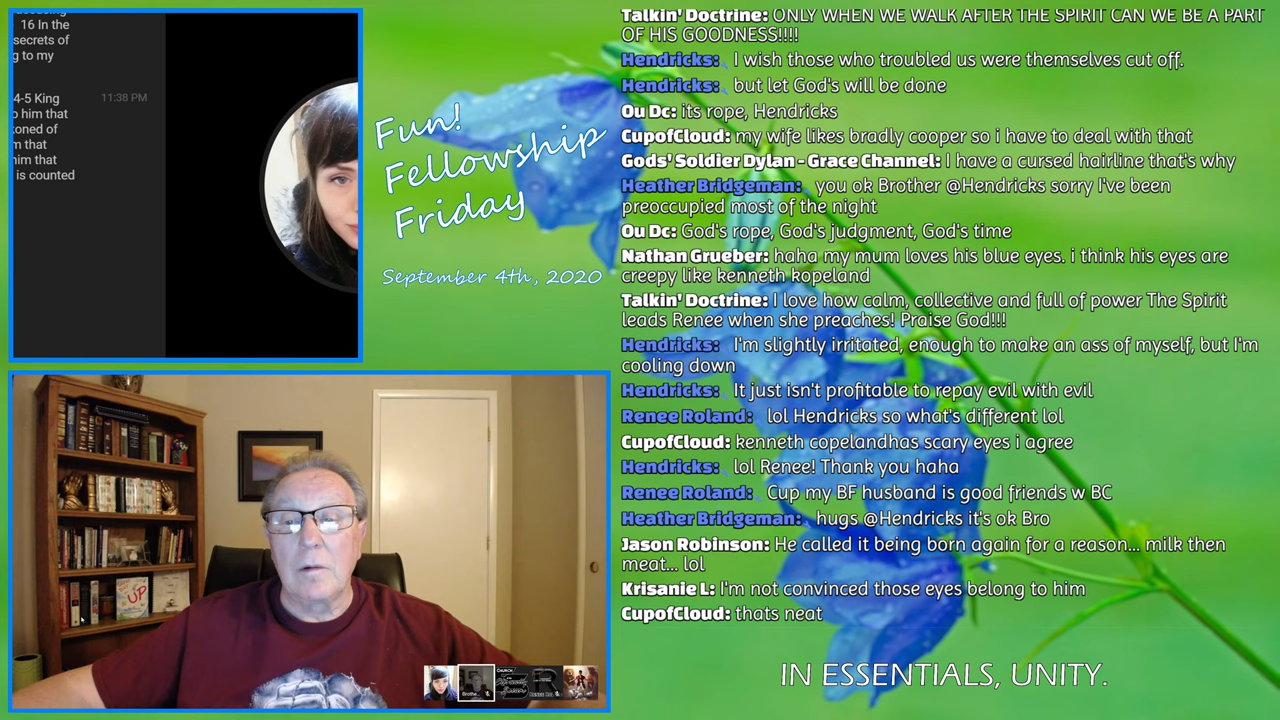 16 In the
secrets of
g to my
4-5 King
11:38 PM
him that
oned of
m that
him that
is counted
Fun!
Fellowship
Friday
September 4th, 2020
Talkin' Doctrine: ONLY WHEN WE WALK AFTER THE SPIRIT CAN WE BE A PART
OF HIS GOODNESS!!!!
Hendricks: I wish those who troubled us were themselves cut off.
Hendricks: but let God's will be done
Ou Dc: its rope, Hendricks
CupofCloud: my wife likes bradly cooper so i have to deal with that
Gods' Soldier Dylan - Grace Channel: I have a cursed hairline that's why
Heather Bridgeman: you ok Brother @Hendricks sorry I've been
preoccupied most of the night
Ou Dc: God's rope, God's judgment, God's time
Nathan Grueber: haha my mum loves his blue eyes. i think his eyes are
creepy like kenneth kopeland
Talkin' Doctrine: I love how calm, collective and full of power The Spirit
leads Renee when she preaches! Praise God!!!
Hendricks: I'm slightly irritated, enough to make an ass of myself, but I'm
cooling down
Hendricks: It just isn't profitable to repay evil with evil
Renee Roland: lol Hendricks so what's different lol
CupofCloud: kenneth copelandhas scary eyes i agree
Hendricks: lol Renee! Thank you haha
Renee Roland: Cup my BF husband is good friends w BC
Heather Bridgeman: hugs @Hendricks it's ok Bro
Jason Robinson: He called it being born again for a reason... milk then
meat... lol
Krisanie L: I'm not convinced those eyes belong to him
CupofCloud: thats neat
IN ESSENTIALS, UNITY.
UP
Brothe...